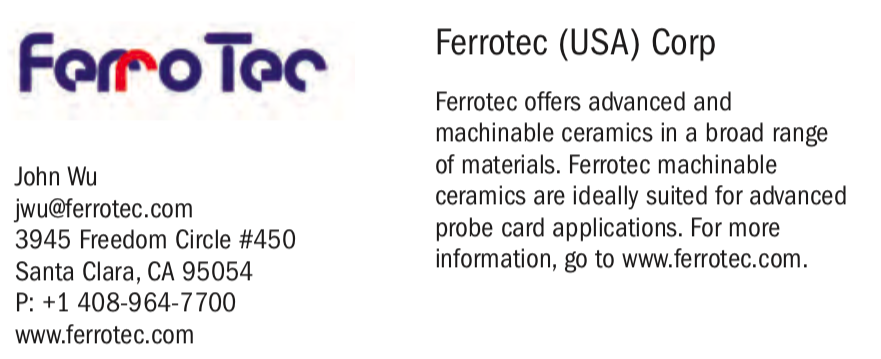 FerroTec
John Wu
jwu@ferrotec.com
3945 Freedom Circle #450
Santa Clara, CA 95054
P: +1 408-964-7700
www.ferrotec.com
Ferrotec (USA) Corp
Ferrotec offers advanced and
machinable ceramics in a broad range
of materials. Ferrotec machinable
ceramics are ideally suited for advanced
probe card applications. For more
information, go to www.ferrotec.com.